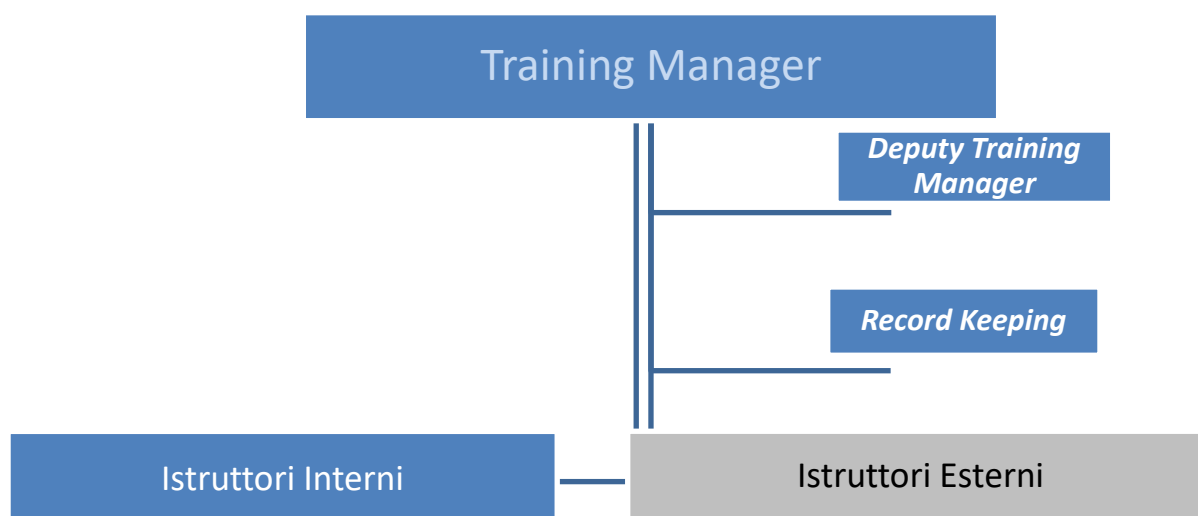 Training Manager
Deputy Training
Manager
Record Keeping
Istruttori Interni
Istruttori Esterni